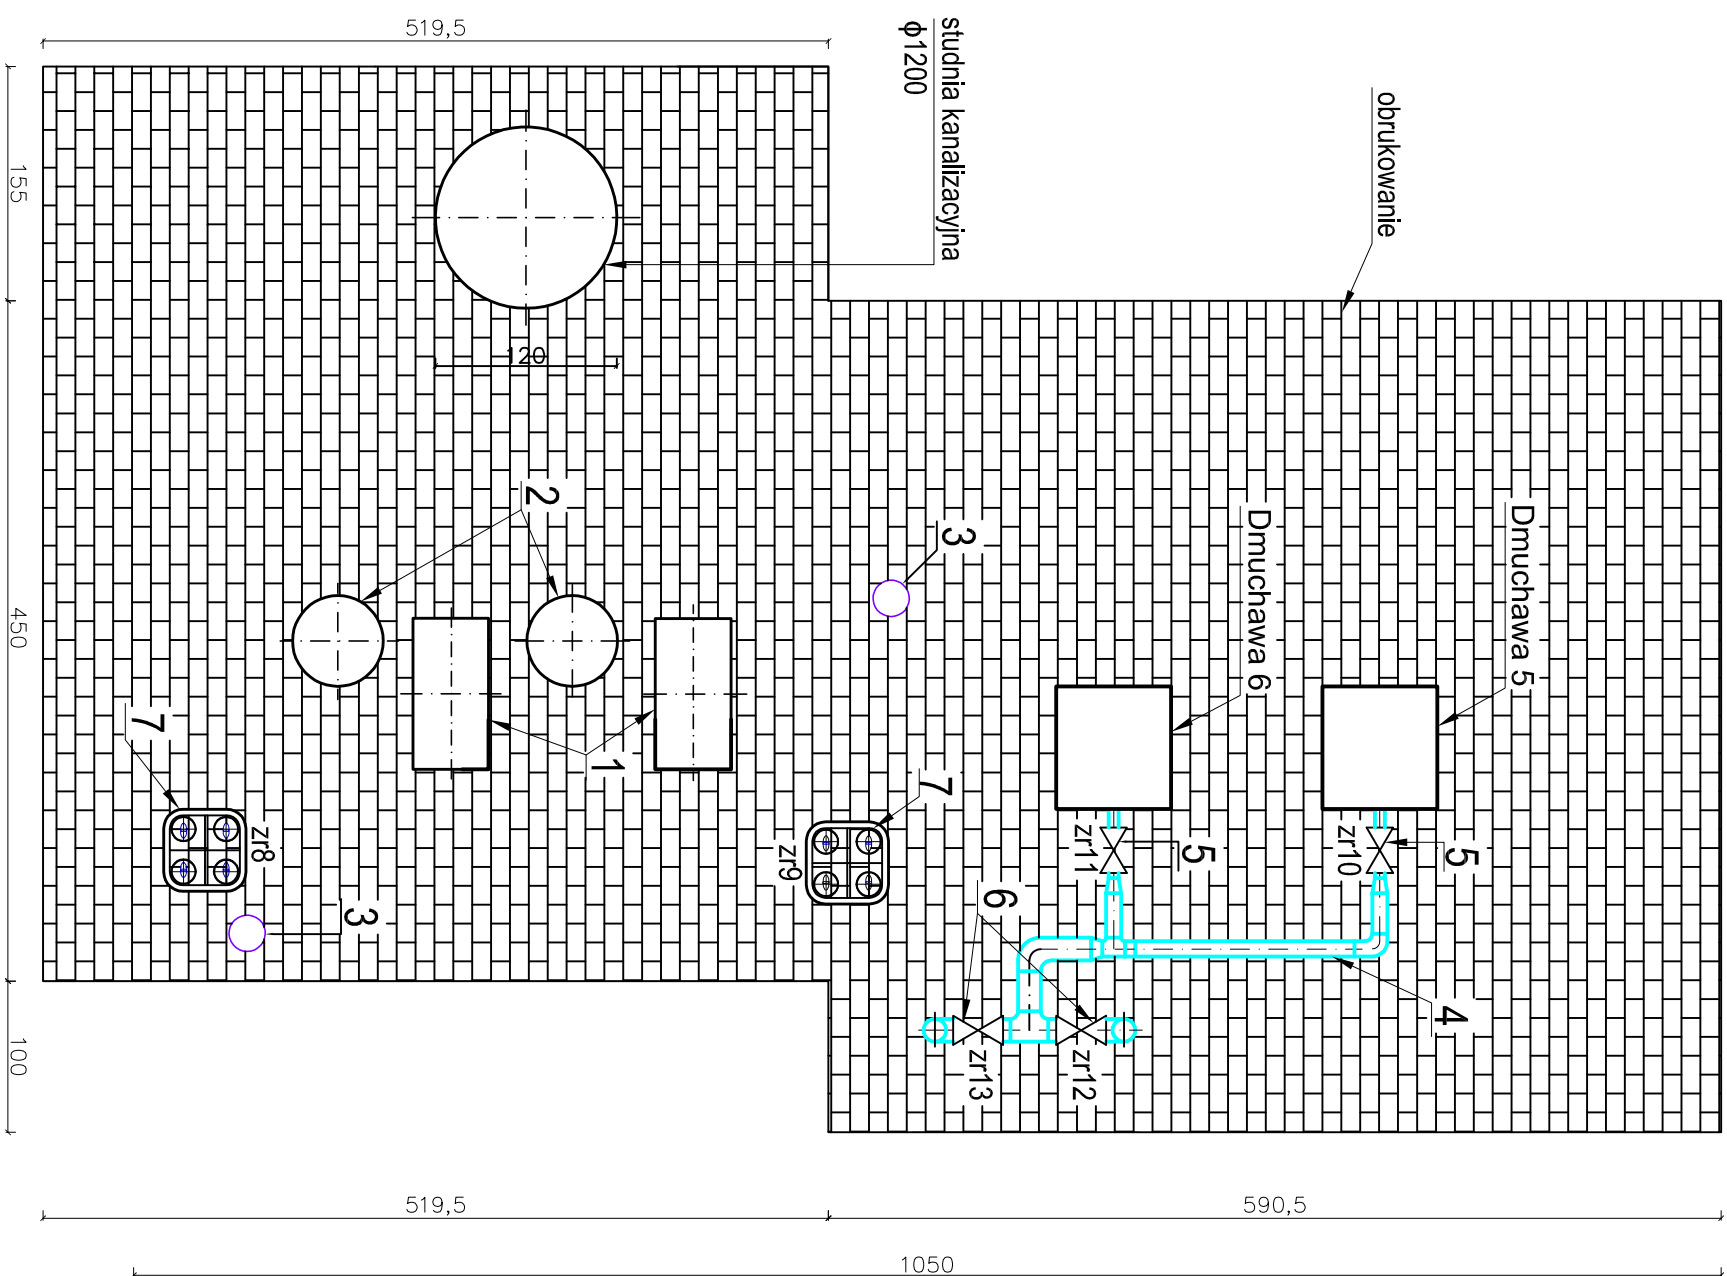 519,5
studnia kanalizacyjna
ϕ1200
obrukowanie
155
120
450
100
2
3
Dmuchawa 6
Dmuchawa 5
7
1
7
zr8
3
zr9
zr11
5
zr10
5
6
4
zr13
zr12
519,5
590,5
1050